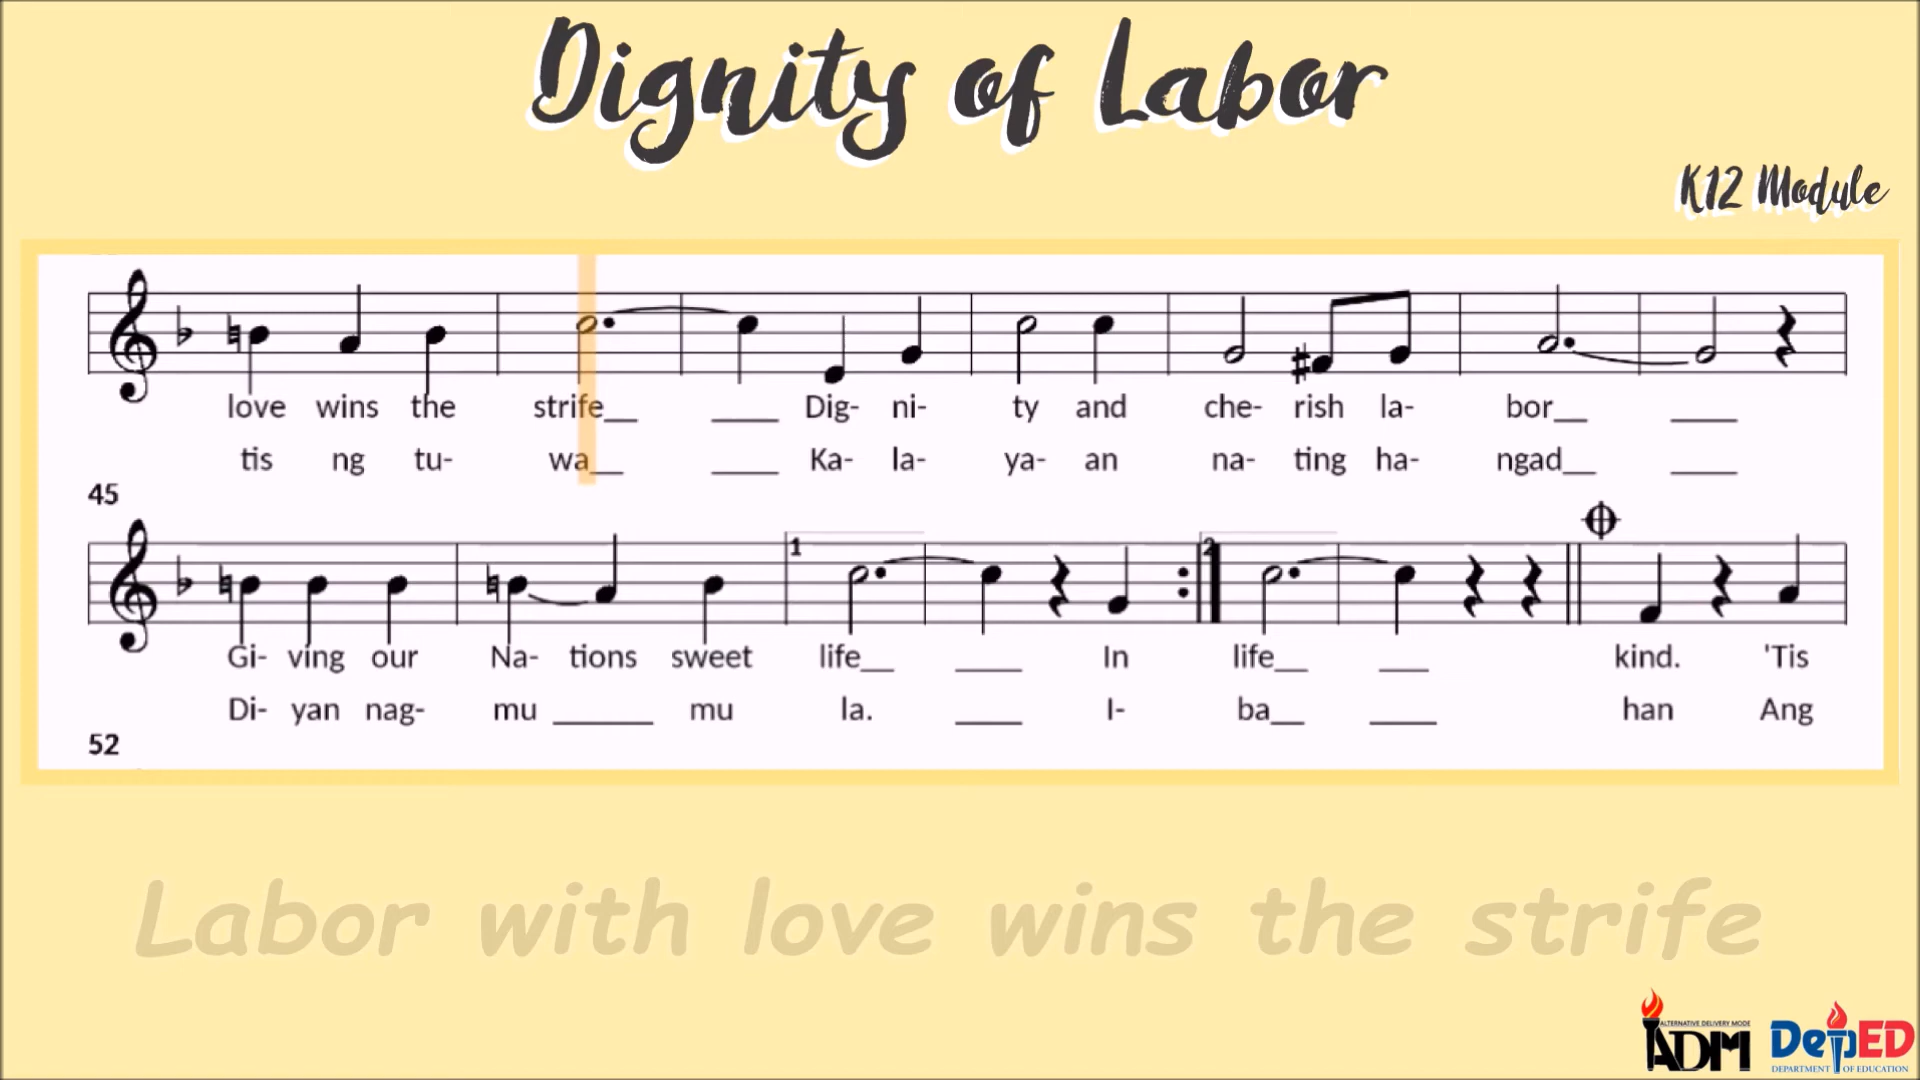 Dignity of Labor
K12 Module
love wins the strife__ ____ Dig- ni- ty and che- rish la- bor__ ____
tis ng tu- wa__ ____ Ka- la- ya- an na- ting ha- ngad__ ____
45
1 2
Gi- ving our Na- tions sweet life__ ____ In life__ ___ kind. 'Tis
Di- yan nag- mu ______ mu la. ____ I- ba__ ____ han Ang
52
Labor with love wins the strife
ALTERNATIVE DELIVERY MODE
ADM
DepED
DEPARTMENT OF EDUCATION